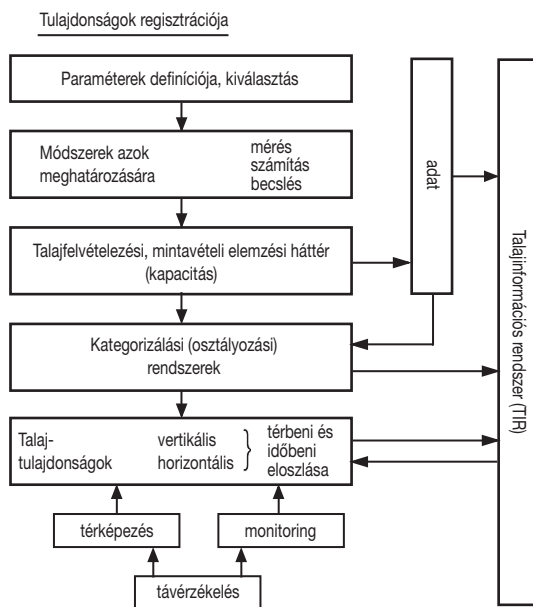 Tulajdonságok regisztrációja
Paraméterek definíciója, kiválasztás
Módszerek azok
meghatározására
mérés
számítás
becslés
adat
Talajfelvételezési, mintavételi elemzési háttér
(kapacitás)
Kategorizálási (osztályozási)
rendszerek
Talajinformációs rendszer (TIR)
Talaj-
tulajdonságok
vertikális
horizontális
térbeni és
időbeni
eloszlása
térképezés
monitoring
távérzékelés